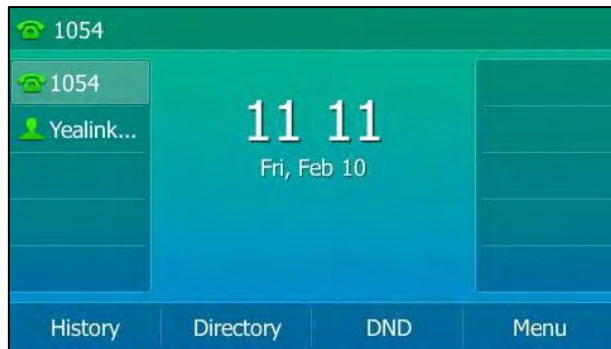 1054
1054
Yealink...
11 11
Fri, Feb 10
History Directory DND Menu